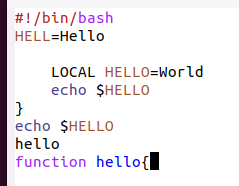 #!/bin/bash
HELL=Hello
LOCAL HELLO=World
echo $HELLO
}
echo $HELLO
hello
function hello{